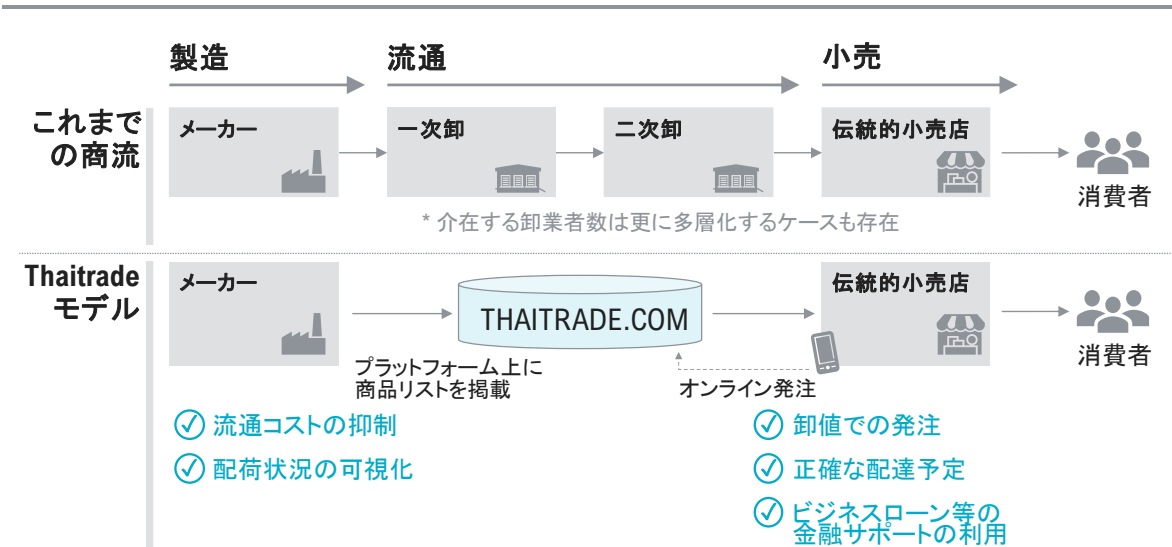 製造
流通
小売
これまで
の商流
メーカー
一次卸
二次卸
伝統的小売店
消費者
* 介在する卸業者数は更に多層化するケースも存在
Thaitrade
モデル
メーカー
THAITRADE.COM
伝統的小売店
消費者
プラットフォーム上に
商品リストを掲載
オンライン発注
流通コストの抑制
配荷状況の可視化
卸値での発注
正確な配達予定
ビジネスローン等の
金融サポートの利用